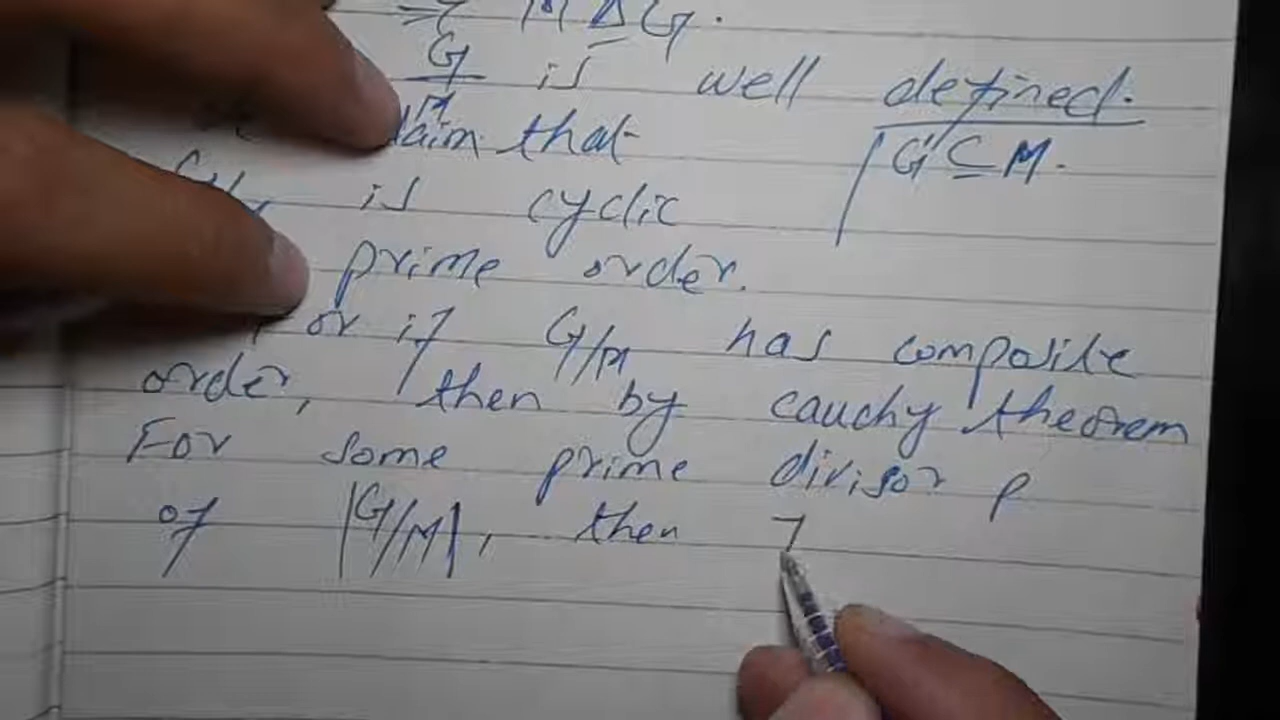 ⇒ M ⊴ G.
G/M is well defined.
claim that
G' ⊆ M.
is cyclic
prime order.
For if G/M has composite
order, then by cauchy theorem
For some prime divisor p
of |G/M|, then